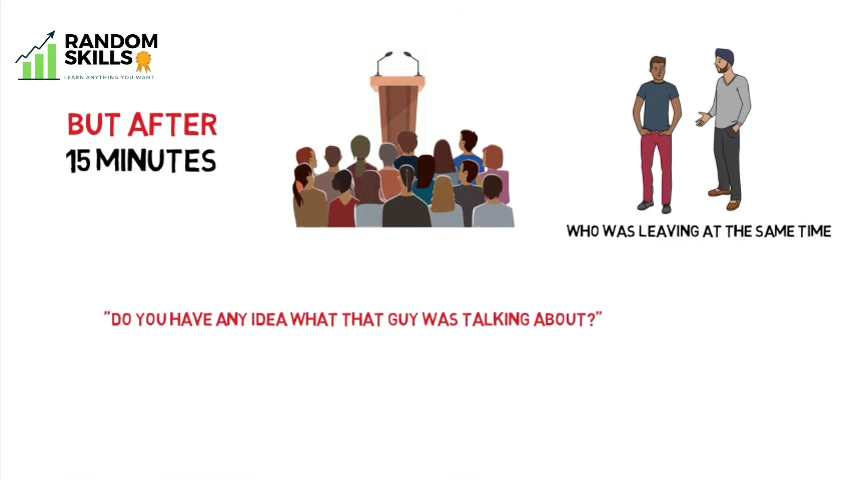 RANDOM
SKILLS
LEARN ANYTHING YOU WANT.
BUT AFTER
15 MINUTES
WHO WAS LEAVING AT THE SAME TIME
"DO YOU HAVE ANY IDEA WHAT THAT GUY WAS TALKING ABOUT?"